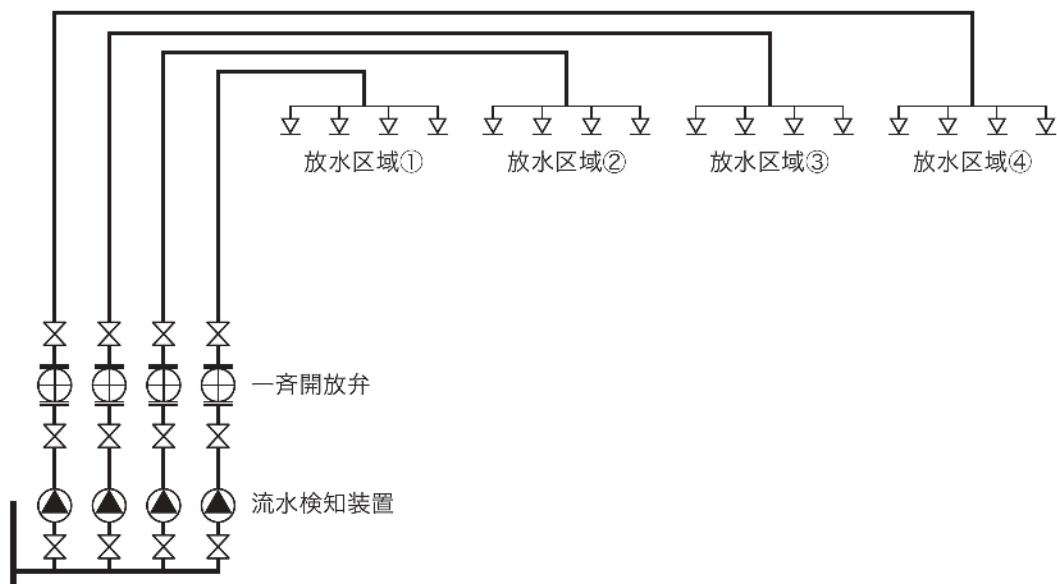 放水区域①
放水区域②
放水区域③
放水区域④
一斉開放弁
流水検知装置